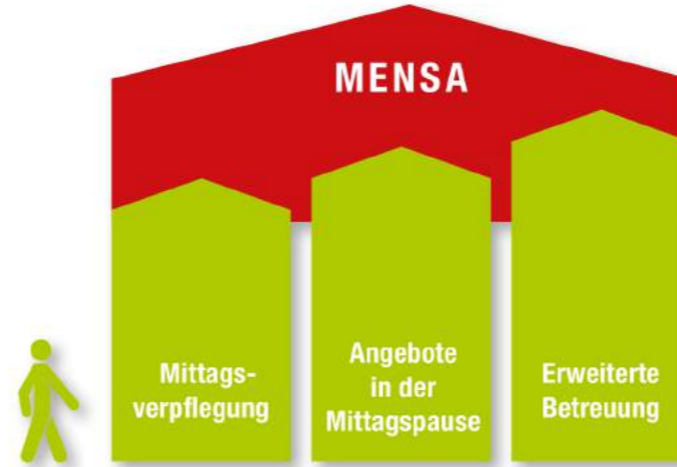 MENSA
Mittags-
verpflegung
Angebote
in der
Mittagspause
Erweiterte
Betreuung